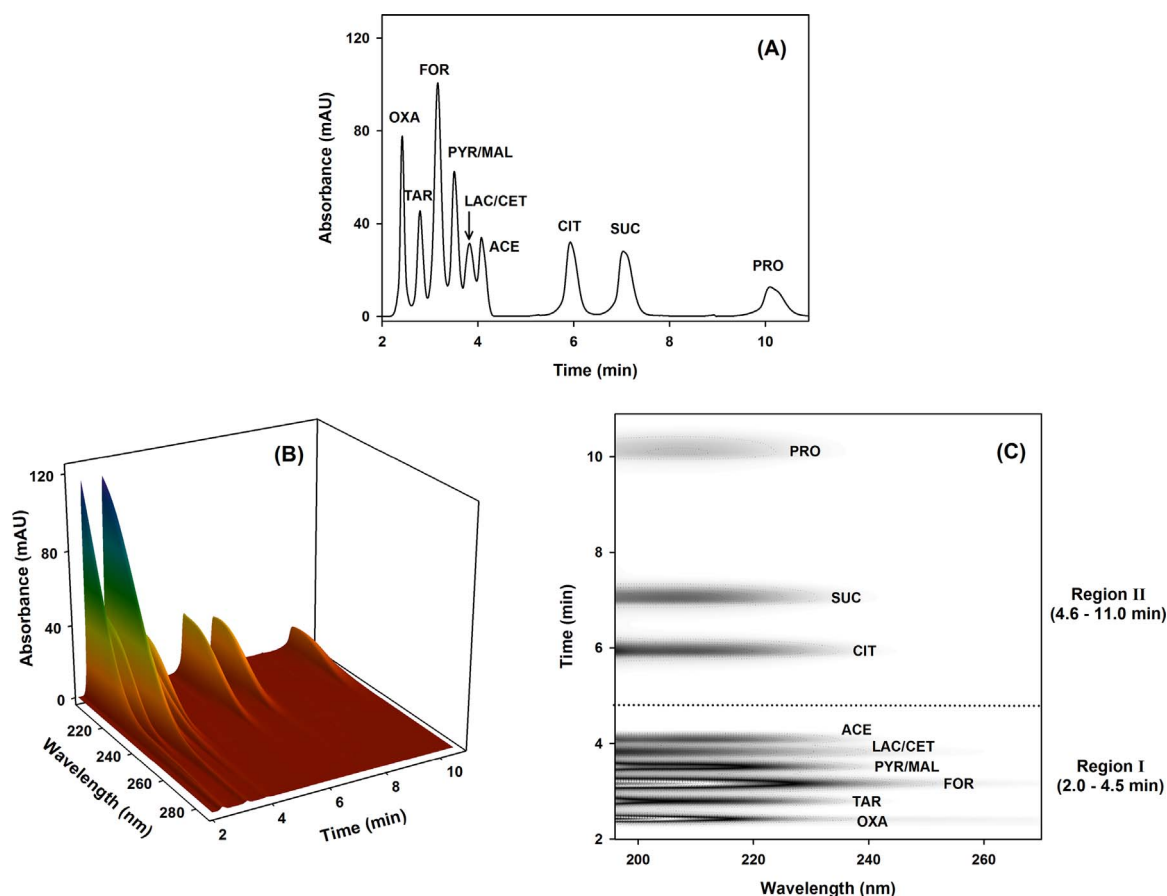 (A)
Absorbance (mAU)
120
80
40
0
OXA
TAR
FOR
PYR/MAL
LAC/CET
ACE
CIT
SUC
PRO
2 4 6 8 10
Time (min)
(B)
Absorbance (mAU)
120
80
40
0
Wavelength (nm)
220
240
260
280
2 4 6 8 10
Time (min)
(C)
Time (min)
10
8
6
4
2
PRO
SUC
CIT
ACE
LAC/CET
PYR/MAL
FOR
TAR
OXA
200 220 240 260
Wavelength (nm)
Region II
(4.6 - 11.0 min)
Region I
(2.0 - 4.5 min)